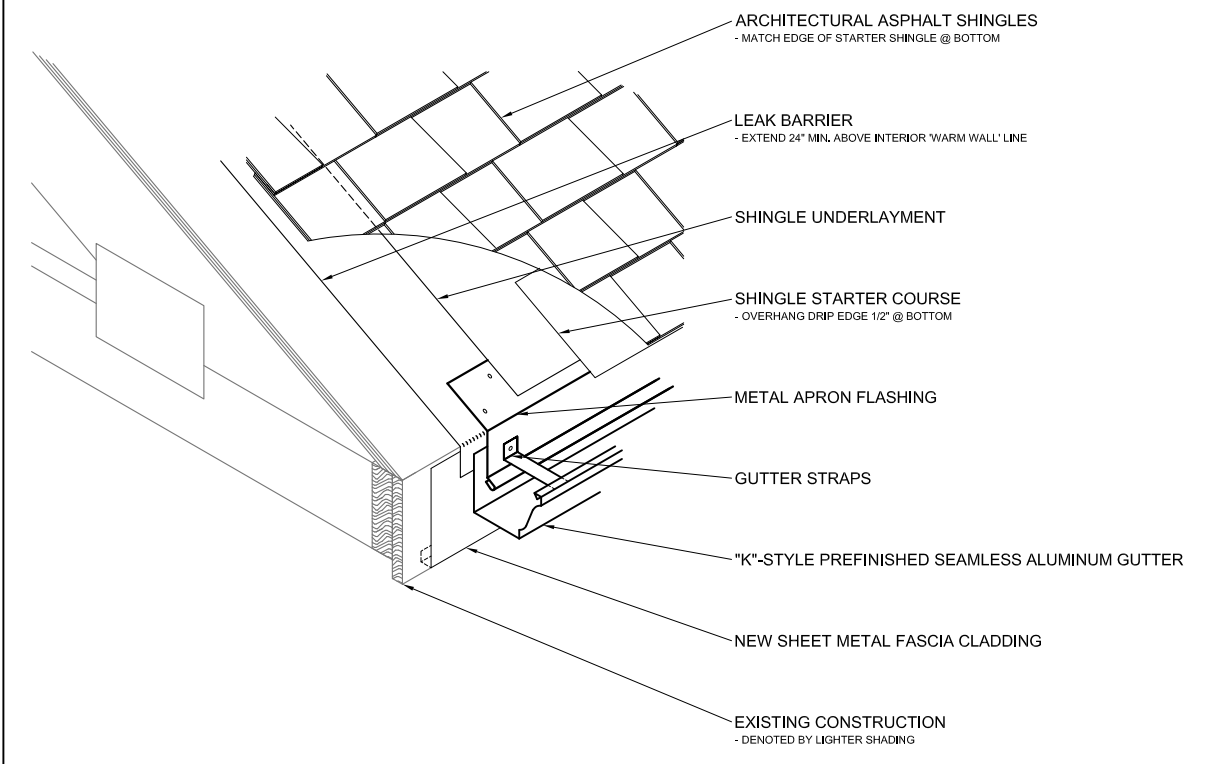 ARCHITECTURAL ASPHALT SHINGLES
- MATCH EDGE OF STARTER SHINGLE @ BOTTOM
LEAK BARRIER
- EXTEND 24" MIN. ABOVE INTERIOR 'WARM WALL' LINE
SHINGLE UNDERLAYMENT
SHINGLE STARTER COURSE
- OVERHANG DRIP EDGE 1/2" @ BOTTOM
METAL APRON FLASHING
GUTTER STRAPS
"K"-STYLE PREFINISHED SEAMLESS ALUMINUM GUTTER
NEW SHEET METAL FASCIA CLADDING
EXISTING CONSTRUCTION
- DENOTED BY LIGHTER SHADING